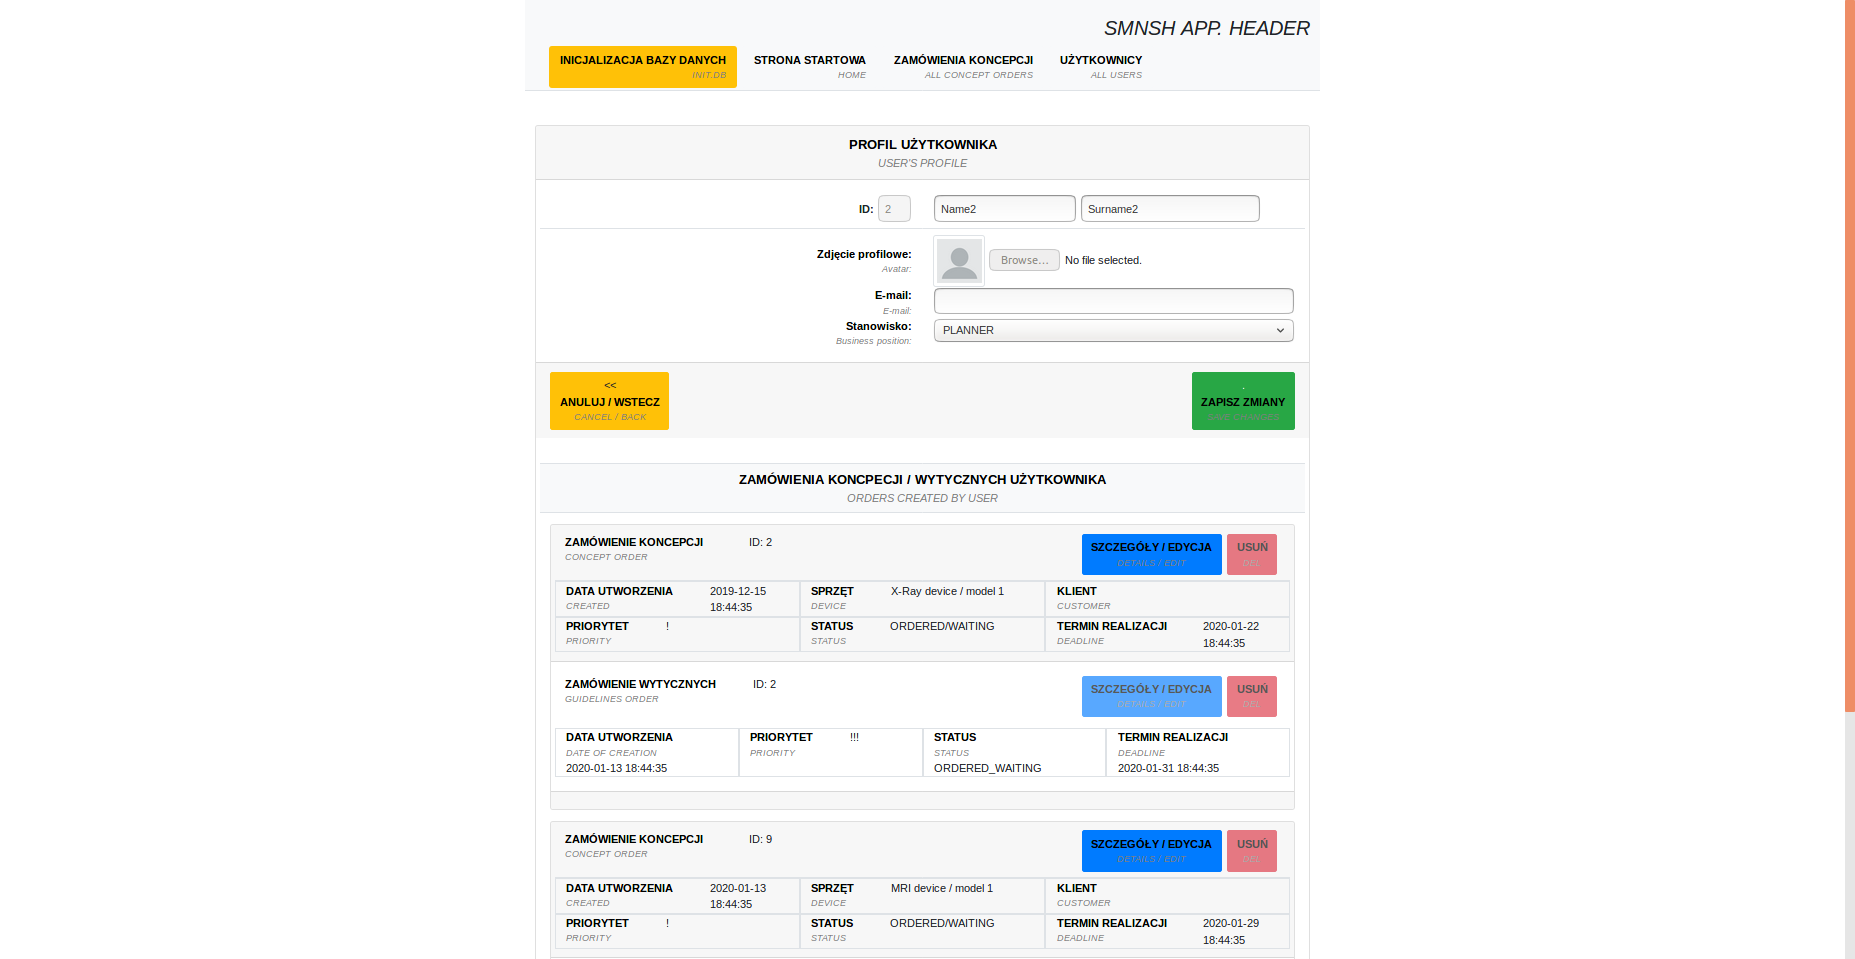 SMNSH APP. HEADER
INICJALIZACJA BAZY DANYCH STRONA STARTOWA ZAMÓWIENIA KONCEPCJI UŻYTKOWNICY
INIT.DB HOME ALL CONCEPT ORDERS ALL USERS
PROFIL UŻYTKOWNIKA
USER'S PROFILE
ID: 2 Name2 Surname2
Zdjęcie profilowe:
Avatar:
Browse... No file selected.
E-mail:
E-mail:
Stanowisko: PLANNER
Business position:
<< .
ANULUJ / WSTECZ ZAPISZ ZMIANY
CANCEL / BACK SAVE CHANGES
ZAMÓWIENIA KONCPECJI / WYTYCZNYCH UŻYTKOWNIKA
ORDERS CREATED BY USER
ZAMÓWIENIE KONCEPCJI ID: 2 SZCZEGÓŁY / EDYCJA USUŃ
CONCEPT ORDER DETAILS / EDIT DEL
DATA UTWORZENIA 2019-12-15 SPRZĘT X-Ray device / model 1 KLIENT
CREATED 18:44:35 DEVICE CUSTOMER
PRIORYTET ! STATUS ORDERED/WAITING TERMIN REALIZACJI 2020-01-22
PRIORITY STATUS DEADLINE 18:44:35
ZAMÓWIENIE WYTYCZNYCH ID: 2 SZCZEGÓŁY / EDYCJA USUŃ
GUIDELINES ORDER DETAILS / EDIT DEL
DATA UTWORZENIA PRIORYTET !!! STATUS TERMIN REALIZACJI
DATE OF CREATION PRIORITY STATUS DEADLINE
2020-01-13 18:44:35 ORDERED_WAITING 2020-01-31 18:44:35
ZAMÓWIENIE KONCEPCJI ID: 9 SZCZEGÓŁY / EDYCJA USUŃ
CONCEPT ORDER DETAILS / EDIT DEL
DATA UTWORZENIA 2020-01-13 SPRZĘT MRI device / model 1 KLIENT
CREATED 18:44:35 DEVICE CUSTOMER
PRIORYTET ! STATUS ORDERED/WAITING TERMIN REALIZACJI 2020-01-29
PRIORITY STATUS DEADLINE 18:44:35